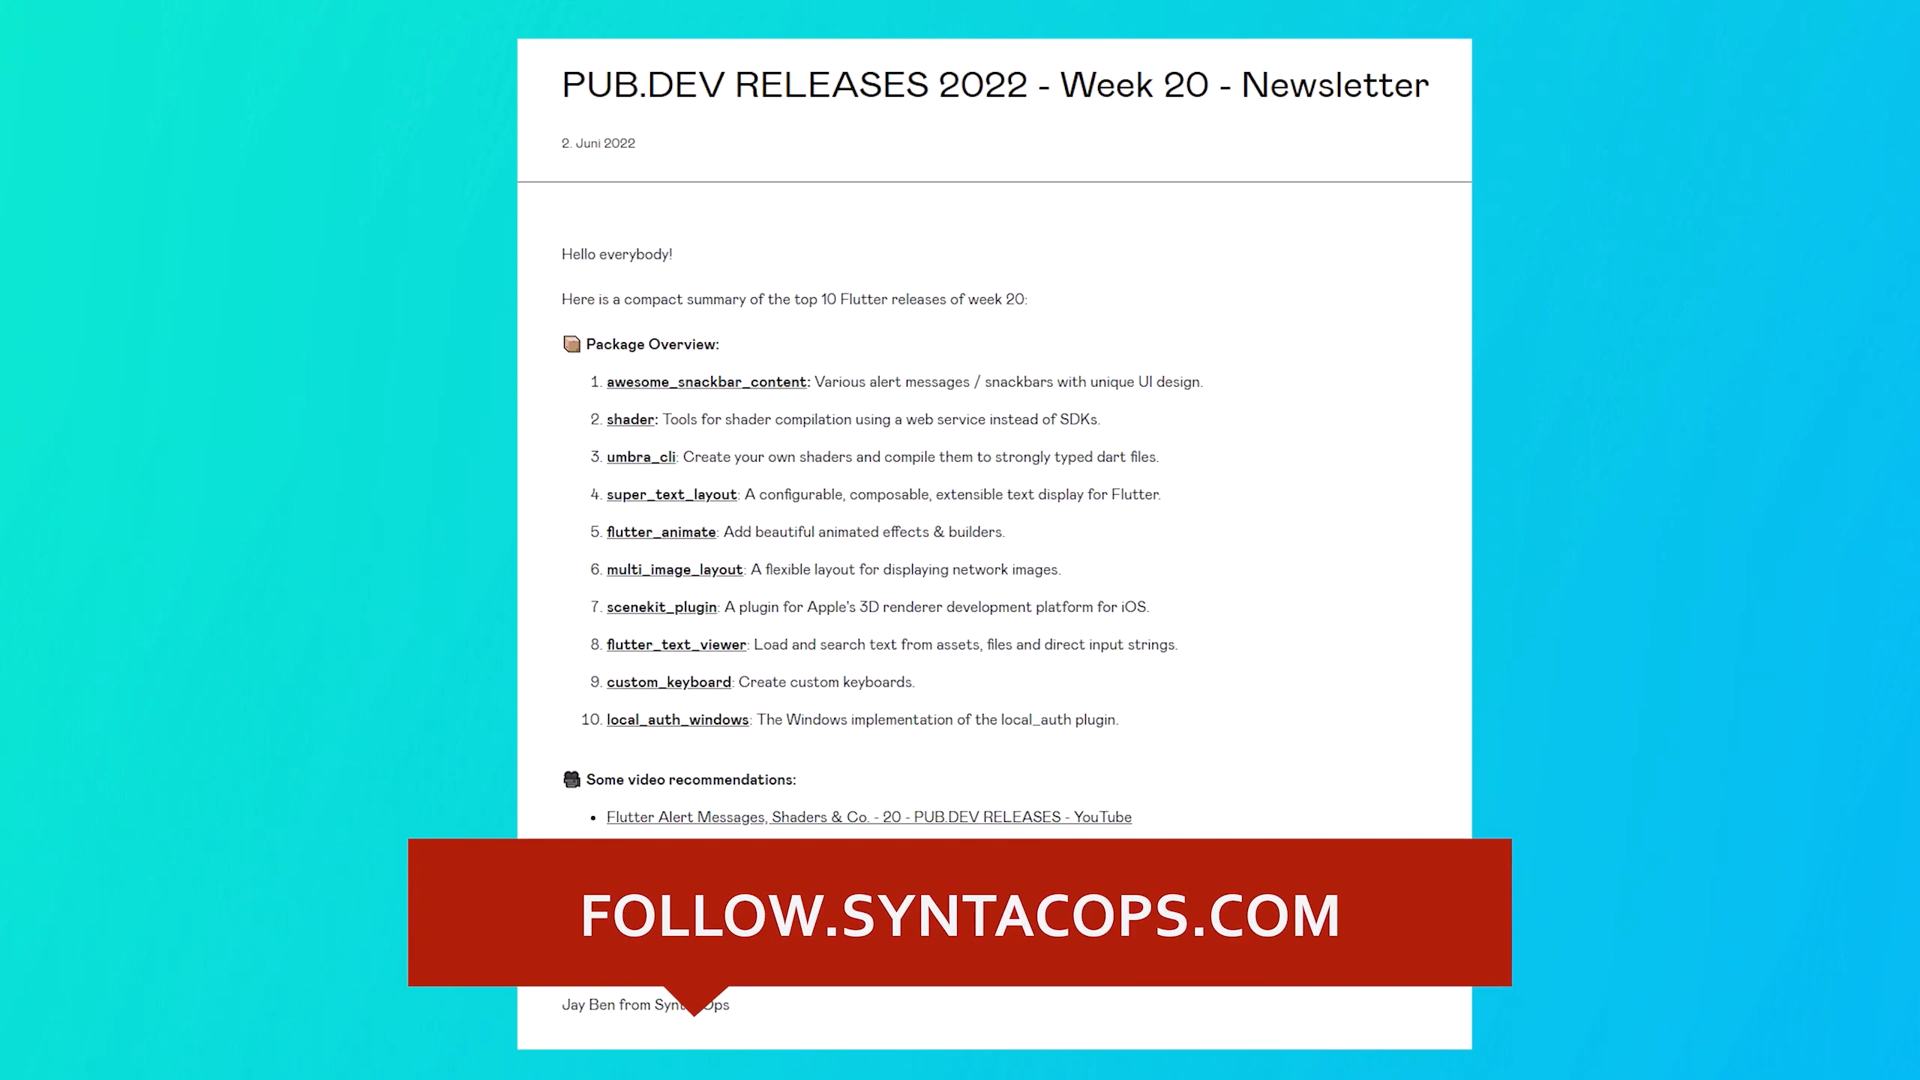 PUB.DEV RELEASES 2022 - Week 20 - Newsletter
2. Juni 2022
Hello everybody!
Here is a compact summary of the top 10 Flutter releases of week 20:
Package Overview:
1. awesome_snackbar_content: Various alert messages / snackbars with unique UI design.
2. shader: Tools for shader compilation using a web service instead of SDKs.
3. umbra_cli: Create your own shaders and compile them to strongly typed dart files.
4. super_text_layout: A configurable, composable, extensible text display for Flutter.
5. flutter_animate: Add beautiful animated effects & builders.
6. multi_image_layout: A flexible layout for displaying network images.
7. scenekit_plugin: A plugin for Apple's 3D renderer development platform for iOS.
8. flutter_text_viewer: Load and search text from assets, files and direct input strings.
9. custom_keyboard: Create custom keyboards.
10. local_auth_windows: The Windows implementation of the local_auth plugin.
Some video recommendations:
• Flutter Alert Messages, Shaders & Co. - 20 - PUB.DEV RELEASES - YouTube
FOLLOW.SYNTACOPS.COM
Jay Ben from